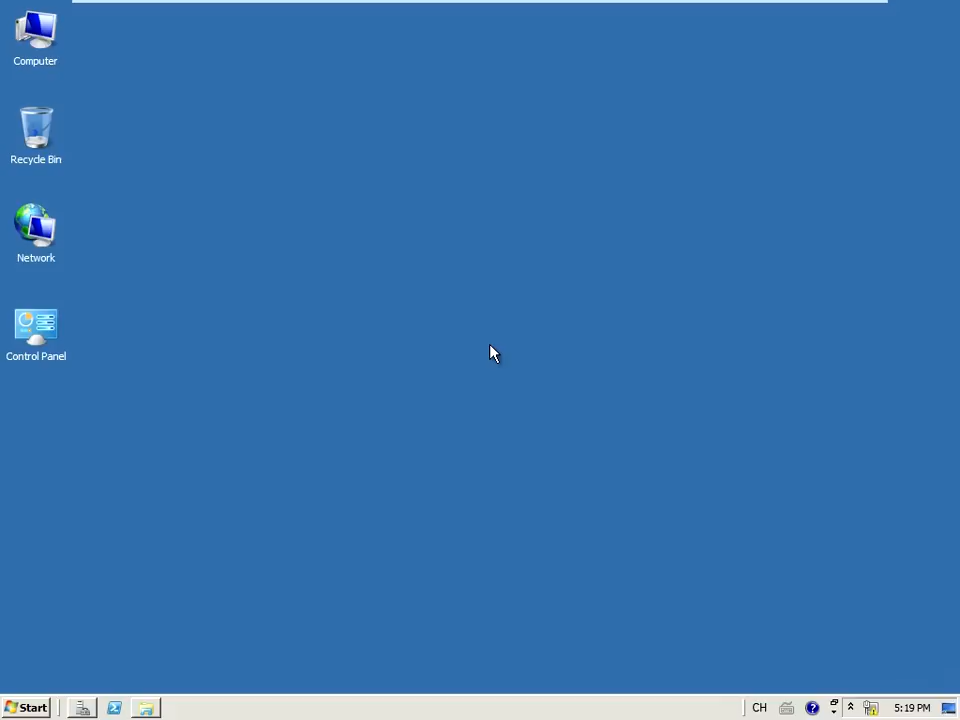 Computer
Recycle Bin
Network
Control Panel
Start
CH
5:19 PM